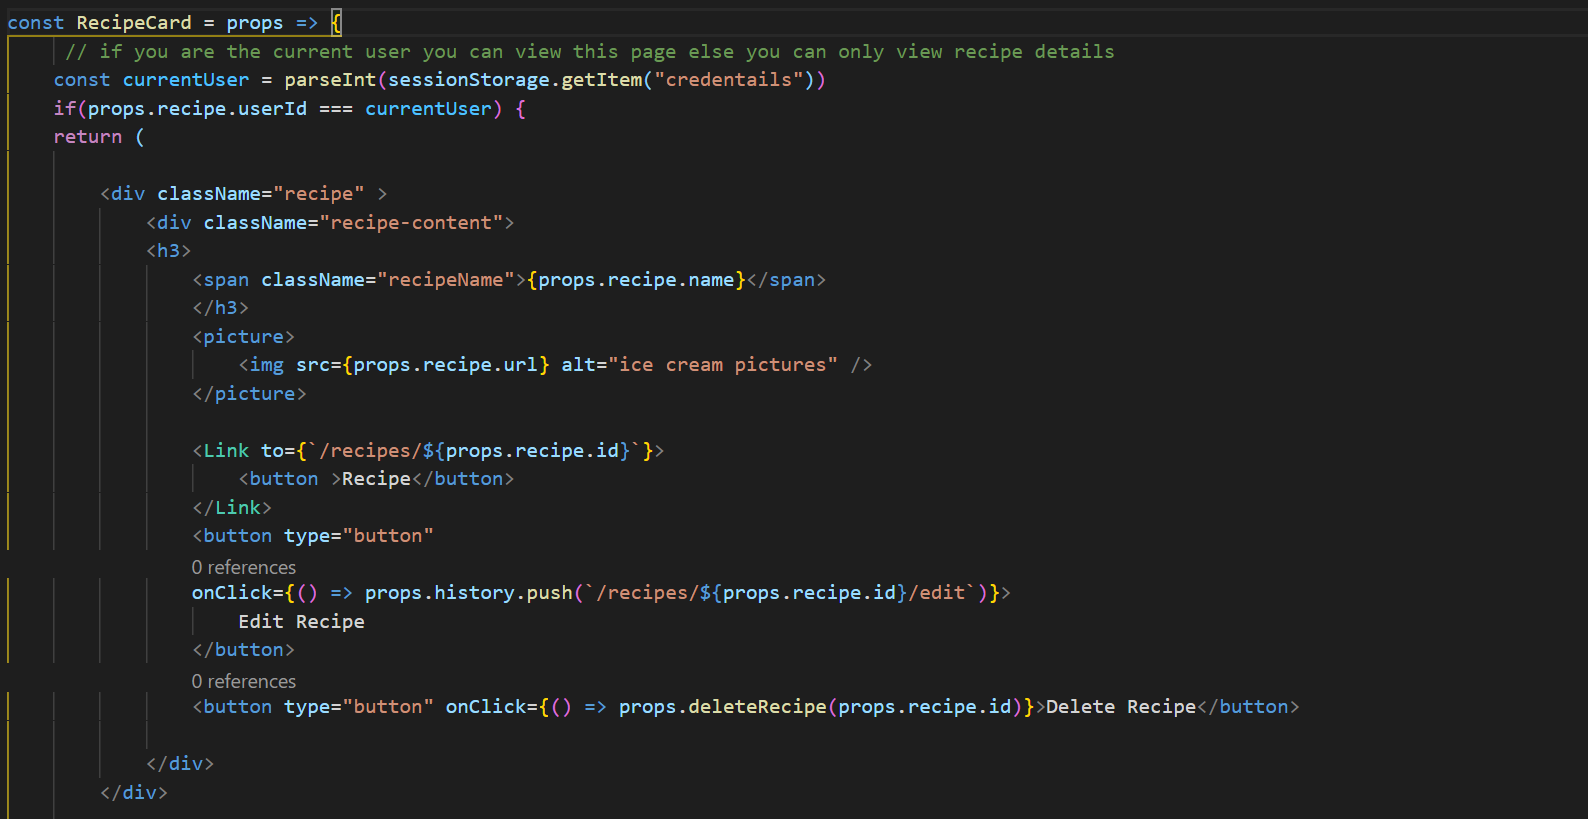 const RecipeCard = props => {
// if you are the current user you can view this page else you can only view recipe details
const currentUser = parseInt(sessionStorage.getItem("credentails"))
if(props.recipe.userId === currentUser) {
return (
<div className="recipe" >
<div className="recipe-content">
<h3>
<span className="recipeName">{props.recipe.name}</span>
</h3>
<picture>
<img src={props.recipe.url} alt="ice cream pictures" />
</picture>
<Link to={`/recipes/${props.recipe.id}`}>
<button >Recipe</button>
</Link>
<button type="button"
0 references
onClick={() => props.history.push(`/recipes/${props.recipe.id}/edit`)}>
Edit Recipe
</button>
0 references
<button type="button" onClick={() => props.deleteRecipe(props.recipe.id)}>Delete Recipe</button>
</div>
</div>